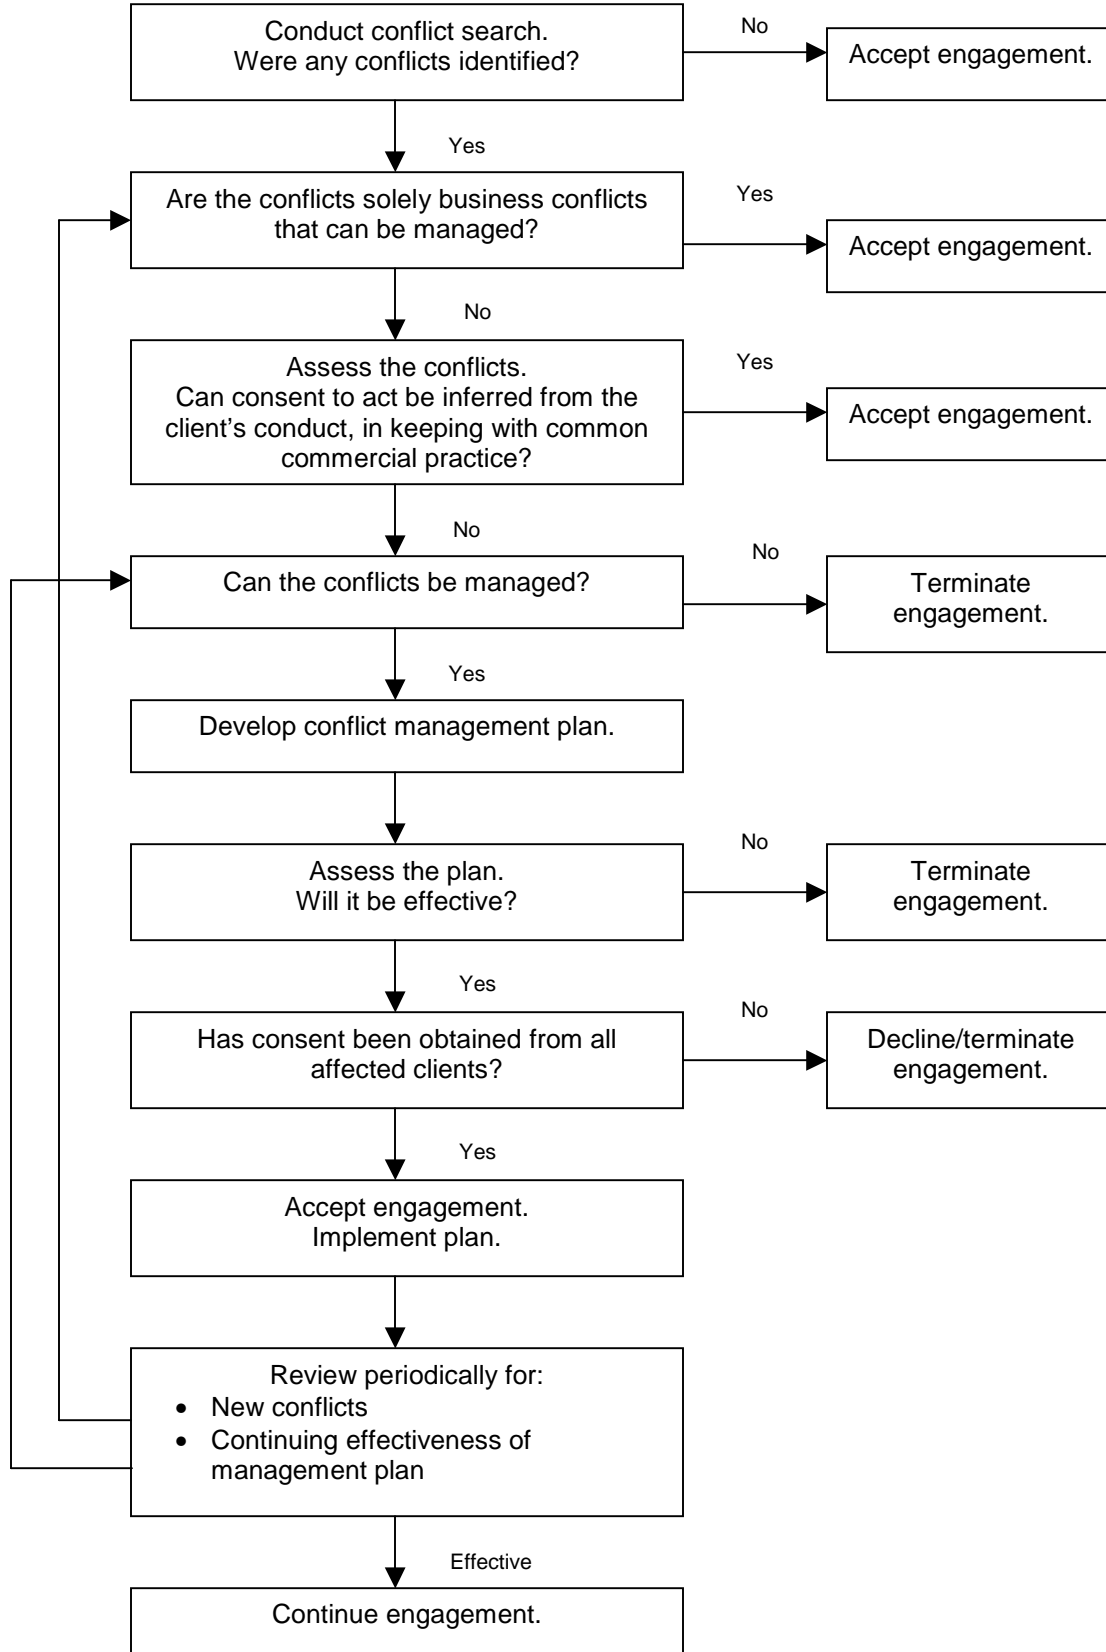 Conduct conflict search.
Were any conflicts identified?
No
Accept engagement.
Yes
Are the conflicts solely business conflicts
that can be managed?
Yes
Accept engagement.
No
Assess the conflicts.
Can consent to act be inferred from the
client’s conduct, in keeping with common
commercial practice?
Yes
Accept engagement.
No
Can the conflicts be managed?
No
Terminate
engagement.
Yes
Develop conflict management plan.
Assess the plan.
Will it be effective?
No
Terminate
engagement.
Yes
Has consent been obtained from all
affected clients?
No
Decline/terminate
engagement.
Yes
Accept engagement.
Implement plan.
Review periodically for:
• New conflicts
• Continuing effectiveness of
management plan
Effective
Continue engagement.